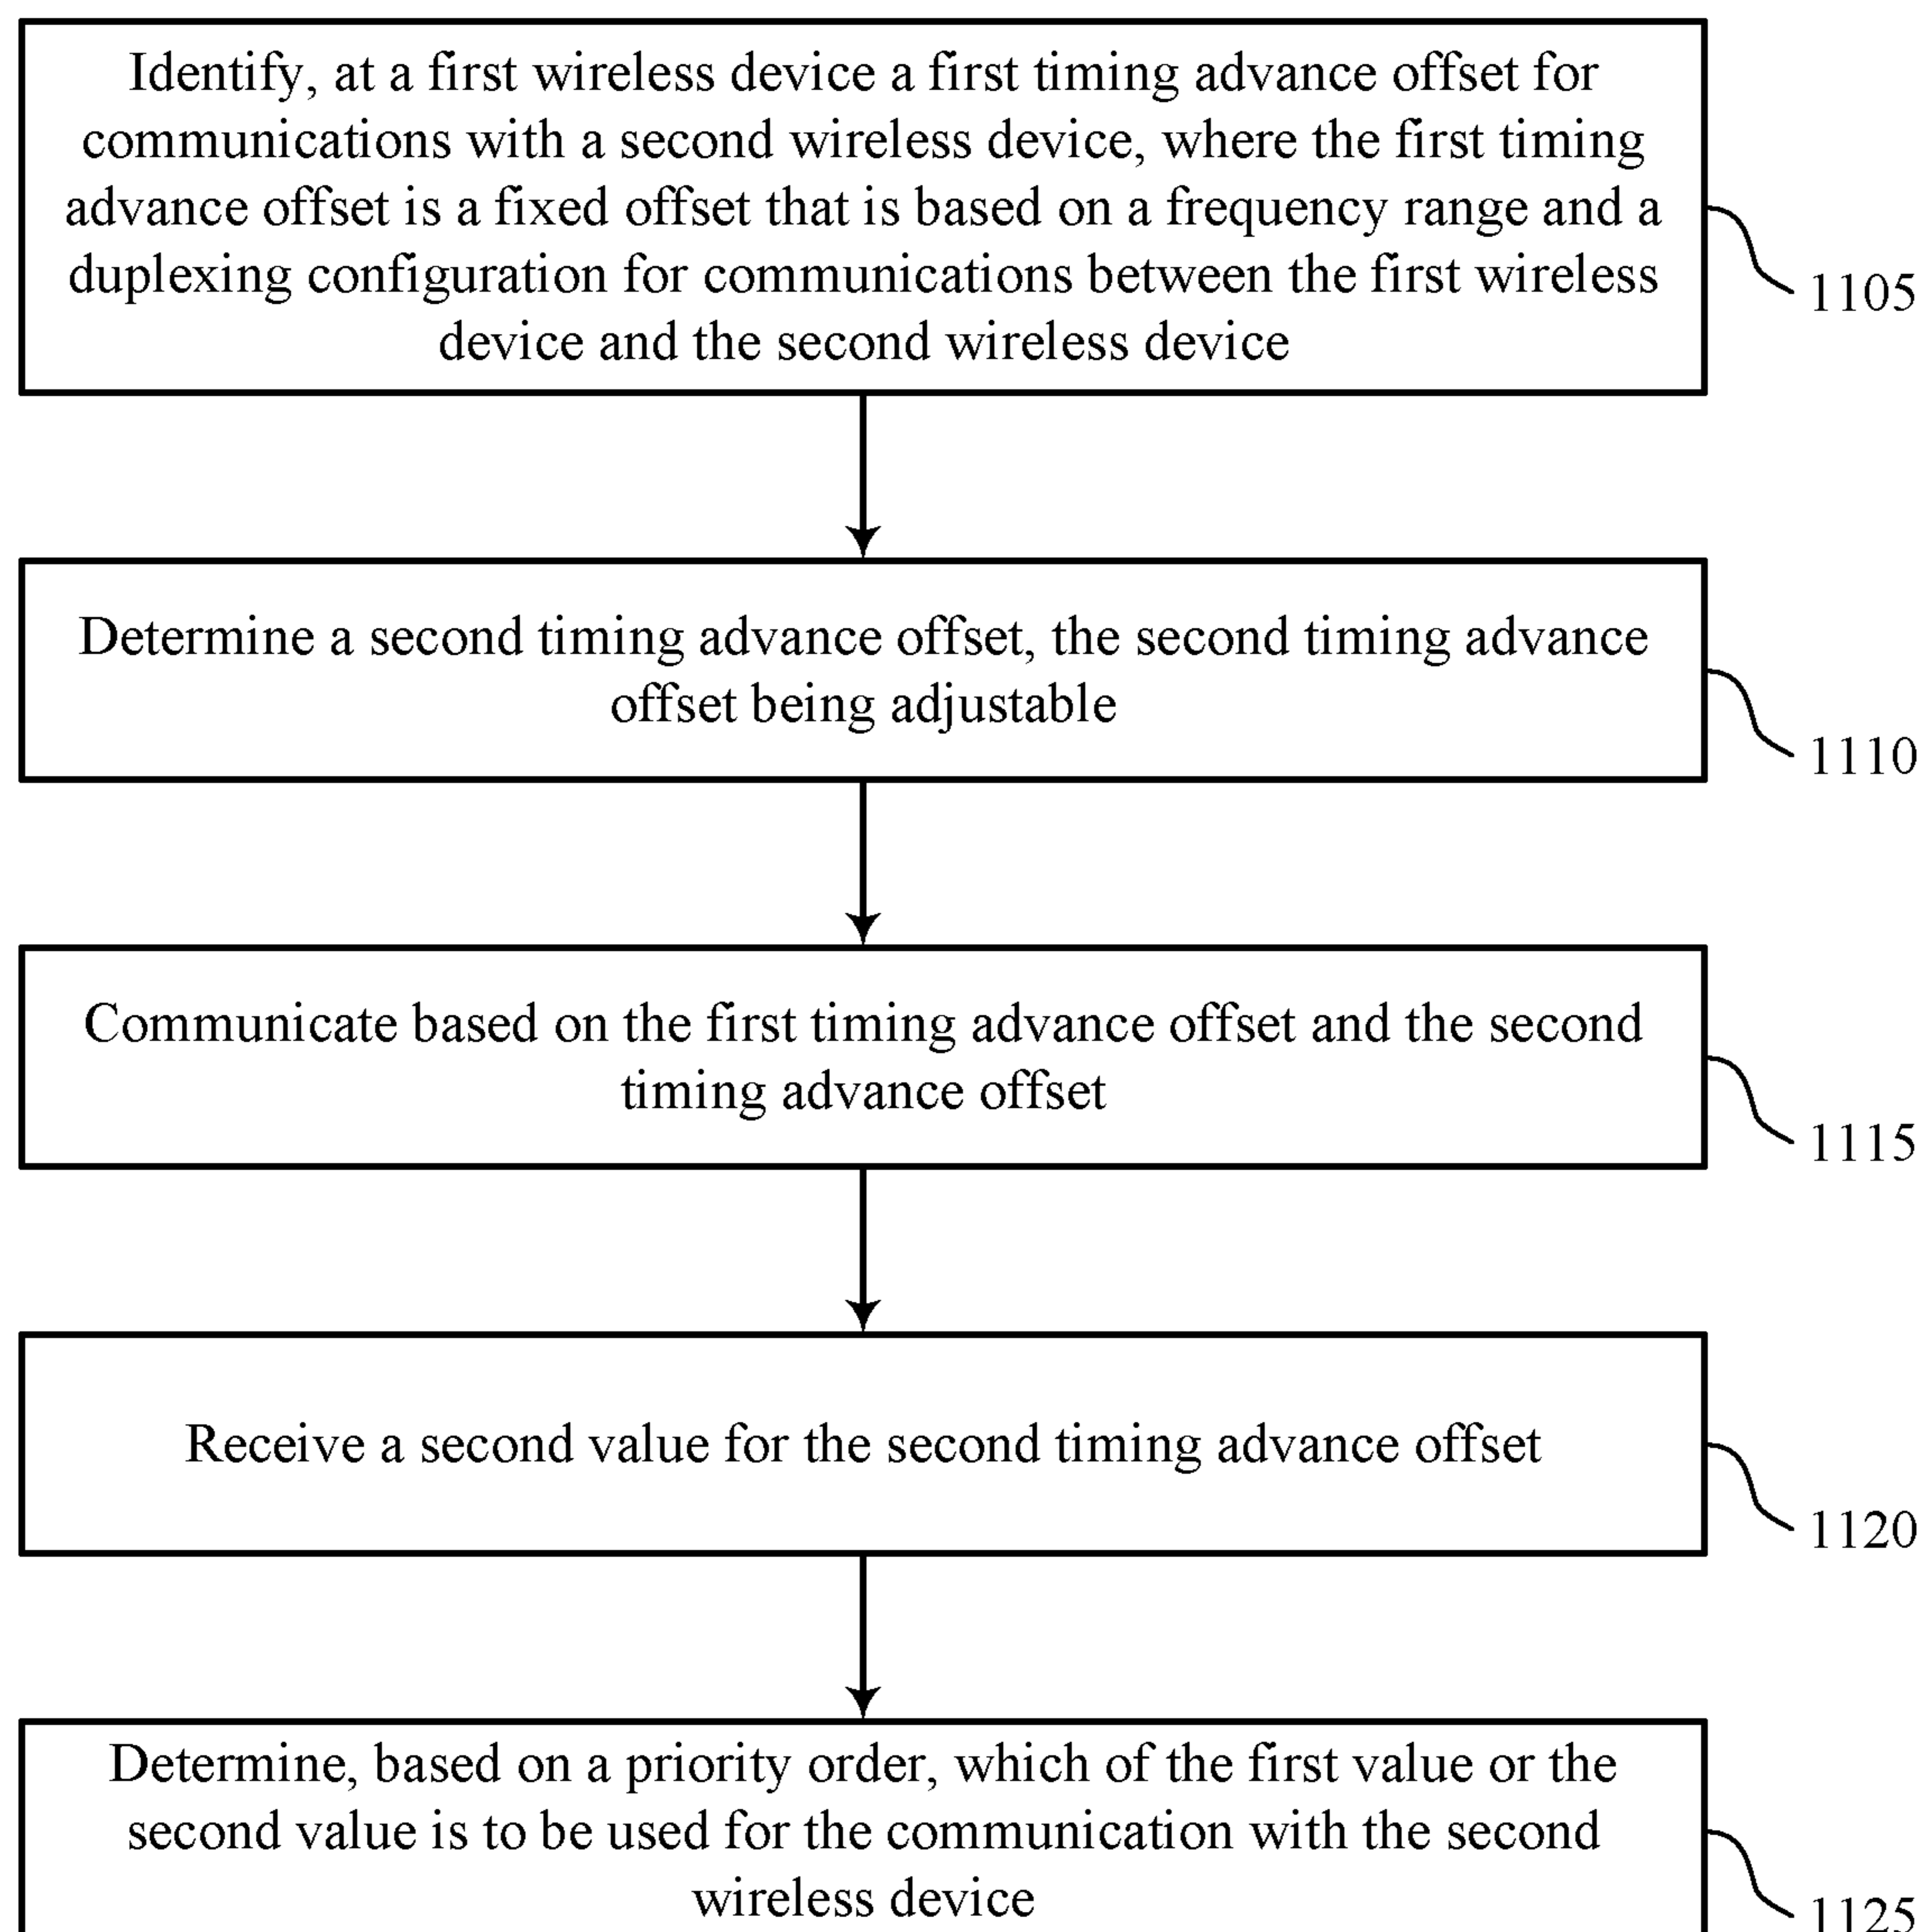 Identify, at a first wireless device a first timing advance offset for
communications with a second wireless device, where the first timing
advance offset is a fixed offset that is based on a frequency range and a
duplexing configuration for communications between the first wireless
device and the second wireless device
1105
Determine a second timing advance offset, the second timing advance
offset being adjustable
1110
Communicate based on the first timing advance offset and the second
timing advance offset
1115
Receive a second value for the second timing advance offset
1120
Determine, based on a priority order, which of the first value or the
second value is to be used for the communication with the second
wireless device
1125